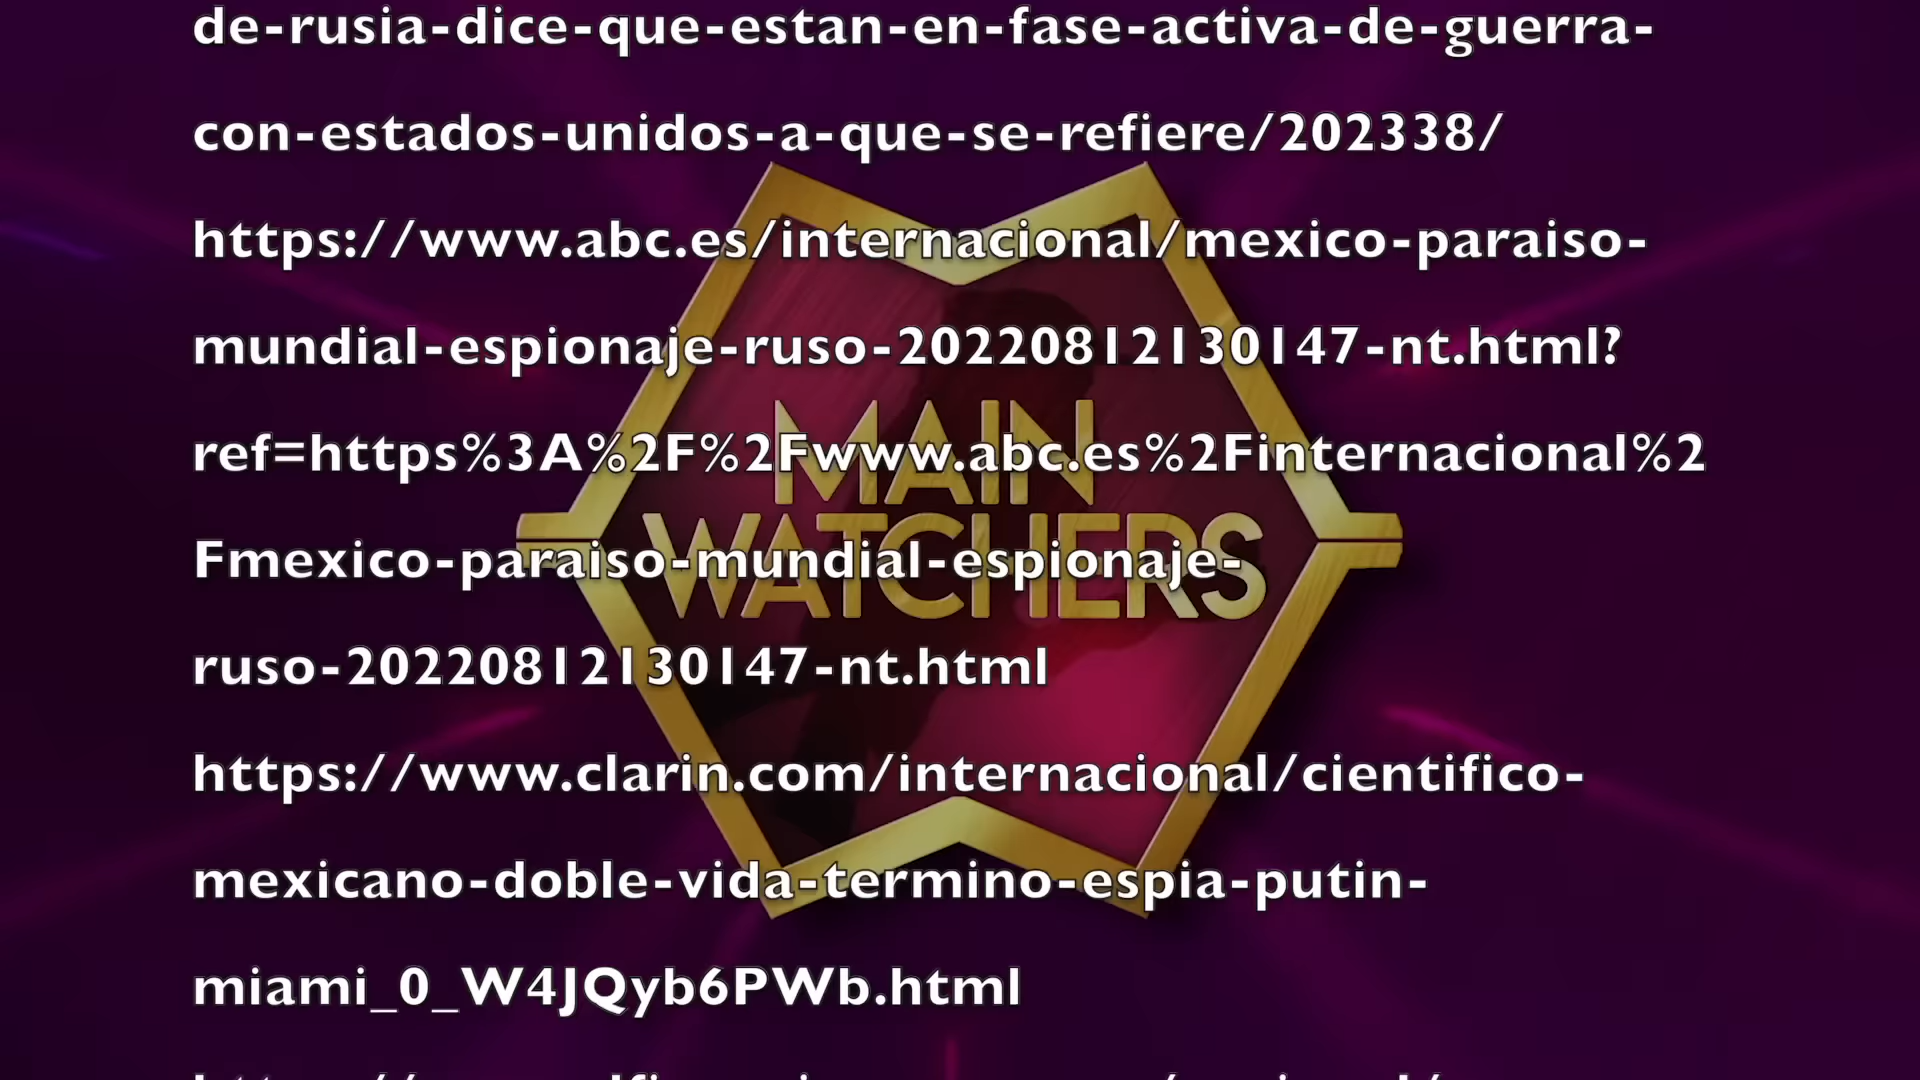 de-rusia-dice-que-estan-en-fase-activa-de-guerra-
con-estados-unidos-a-que-se-refiere/202338/
https://www.abc.es/internacional/mexico-paraiso-
mundial-espionaje-ruso-20220812130147-nt.html?
ref=https%3A%2F%2Fwww.abc.es%2Finternacional%2
Fmexico-paraiso-mundial-espionaje-
ruso-20220812130147-nt.html
https://www.clarin.com/internacional/cientifico-
mexicano-doble-vida-termino-espia-putin-
miami_0_W4JQyb6PWb.html
MAIN
WATCHERS